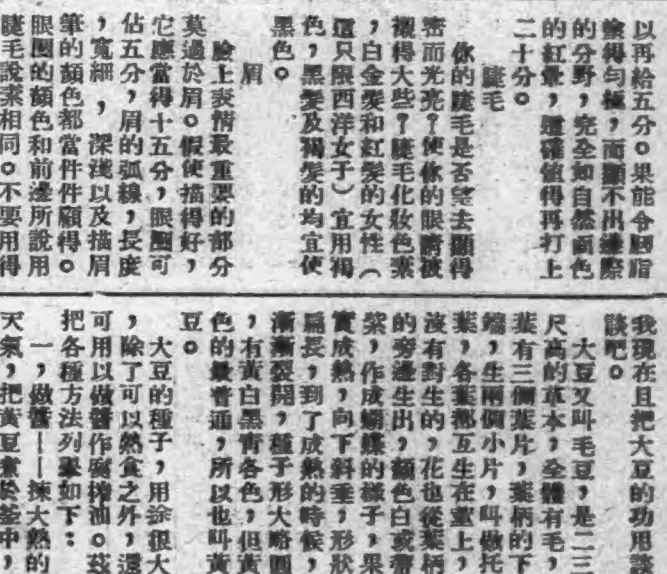 以再給五分。果能令胭脂
搽得勻極,而顯不出邊際
的分野,完全如自然面色
的紅暈,還確值得再打上
二十分。
睫毛
你的睫毛是否望去顯得
密而光亮?使你的眼睛被
襯得大些?睫毛化妝色素
,白金髮和紅髮的女性(
這只限西洋女子)宜用褐
色,黑髮及褐髮的均宜使
黑色。
眉
臉上表情最重要的部分
莫過於眉。假使描得好,
它應當得十五分,眼圈可
佔五分,眉的弧線,長度
,寬細,深淺以及描眉
筆的顏色都當件件顧得。
眼圈的顏色和前邊所說用
睫毛說素相同。不要用得
我現在且把大豆的功用談
談吧。
大豆又叫毛豆,是二三
尺高的草本,全體有毛,
葉有三個葉片,葉柄的下
端,生兩個小片,叫做托
葉,各葉都互生在莖上,
沒有對生的,花也從葉柄
的旁邊生出,顏色白或帶
紫,作成蝴蝶的樣子,果
實成熟,向下斜垂,形狀
扁長,到了成熟的時候,
漸漸裂開,種子形大略圓
,有黃白黑青各色,但黃
色的最普通,所以也叫黃
豆。
大豆的種子,用途很大
,除了可以熱食之外,還
可用以做醬作腐榨油。茲
把各種方法列舉如下:
一,做醬——揀大熱的
天氣,把黃豆煮於釜中,